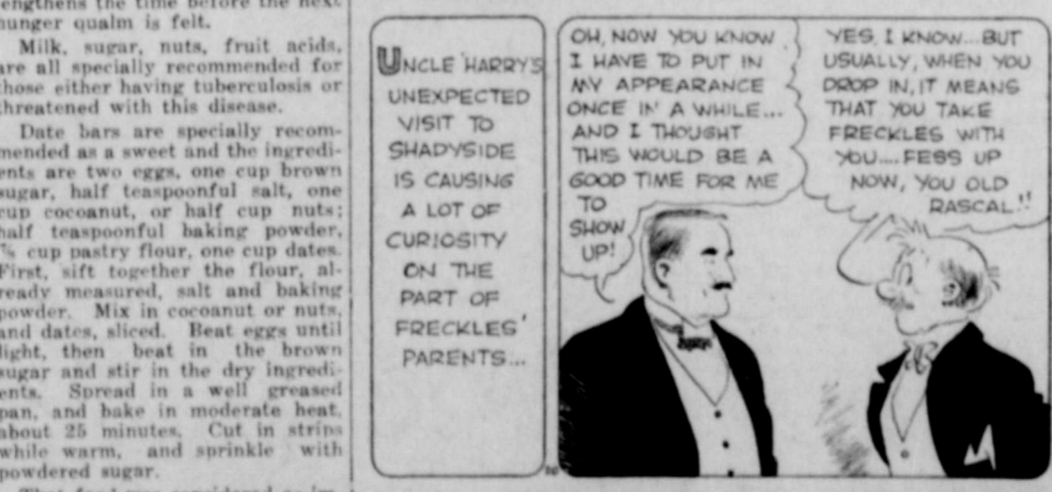 lengthens the time before the next
hunger qualm is felt.
Milk, sugar, nuts, fruit acids,
are all specially recommended for
those either having tuberculosis or
threatened with this disease.
Date bars are specially recom-
mended as a sweet and the ingredi-
ents are two eggs, one cup brown
sugar, half teaspoonful salt, one
cup cocoanut, or half cup nuts;
half teaspoonful baking powder,
cup pastry flour, one cup dates.
First, sift together the flour, al-
ready measured, salt and baking
powder. Mix in cocoanut or nuts,
and dates, sliced. Beat eggs until
light, then beat in the brown
sugar and stir in the dry ingredi-
ents. Spread in a well greased
pan, and bake in moderate heat,
about 25 minutes. Cut in strips
while warm, and sprinkle with
powdered sugar.
UNCLE HARRY'S
UNEXPECTED
VISIT TO
SHADYSIDE
IS CAUSING
A LOT OF
CURIOSITY
ON THE
PART OF
FRECKLES'
PARENTS...
OH, NOW YOU KNOW
I HAVE TO PUT IN
MY APPEARANCE
ONCE IN A WHILE...
AND I THOUGHT
THIS WOULD BE A
GOOD TIME FOR ME
TO
SHOW
UP!
YES, I KNOW...BUT
USUALLY, WHEN YOU
DROP IN, IT MEANS
THAT YOU TAKE
FRECKLES WITH
YOU....FESS UP
NOW, YOU OLD
RASCAL!!